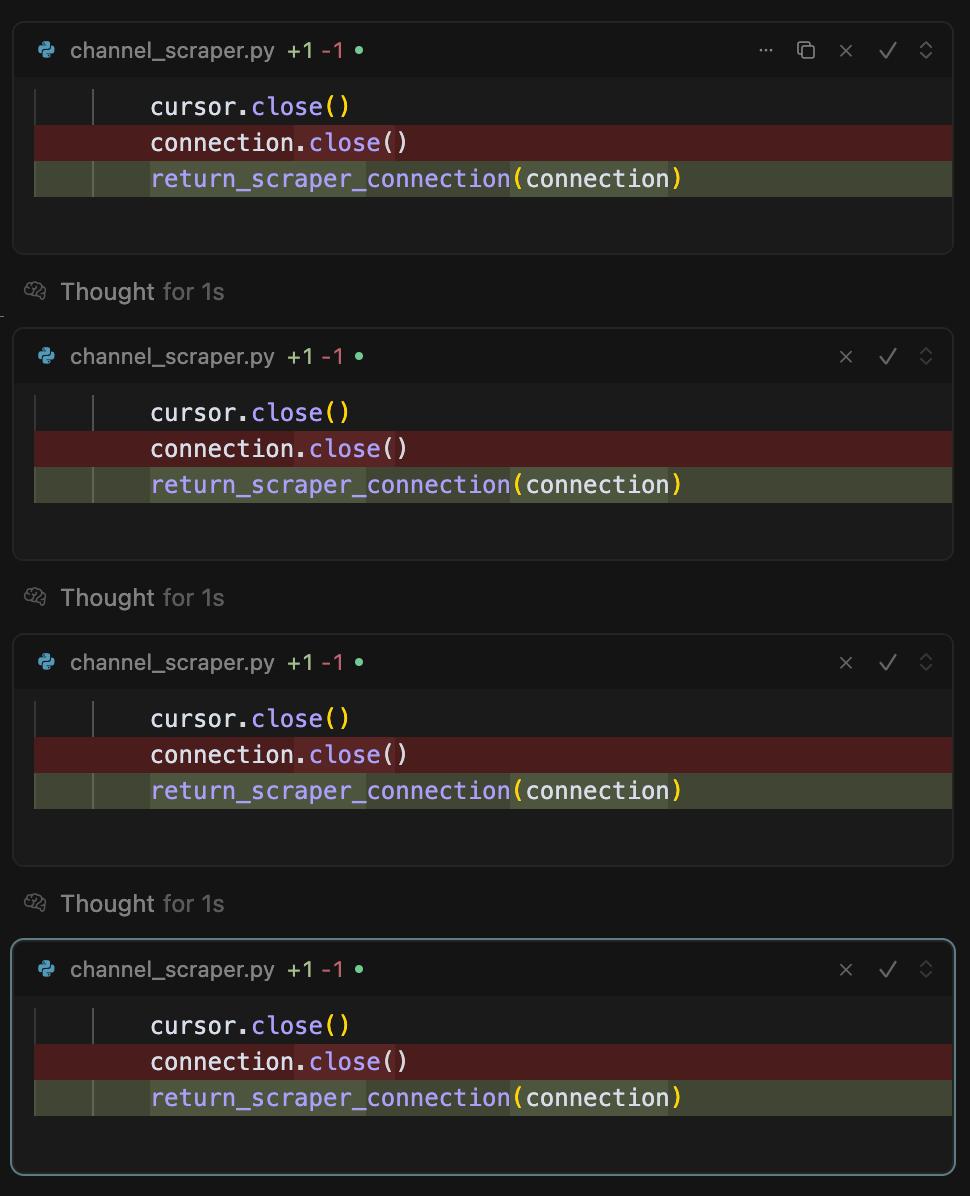 channel_scraper.py +1 -1
cursor.close()
connection.close()
return_scraper_connection(connection)
Thought for 1s
channel_scraper.py +1 -1
cursor.close()
connection.close()
return_scraper_connection(connection)
Thought for 1s
channel_scraper.py +1 -1
cursor.close()
connection.close()
return_scraper_connection(connection)
Thought for 1s
channel_scraper.py +1 -1
cursor.close()
connection.close()
return_scraper_connection(connection)